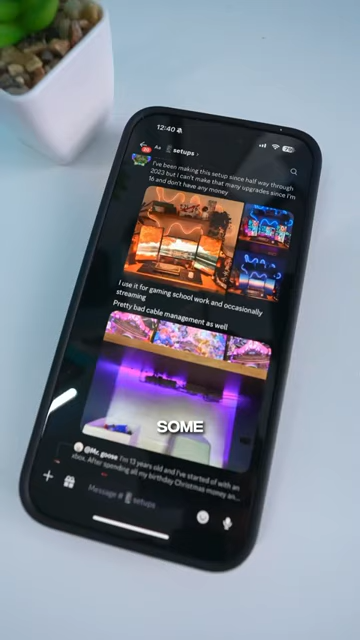 12:40
setups
I've been making this setup since half way through
2023 but I can't make that many upgrades since I'm
16 and don't have any money
I use it for gaming school work and occasionally
streaming
Pretty bad cable management as well
SOME
@Mr. goose I'm 13 years old and I've started of with an
xbox. After spending all my birthday Christmas money an...
Message # setups